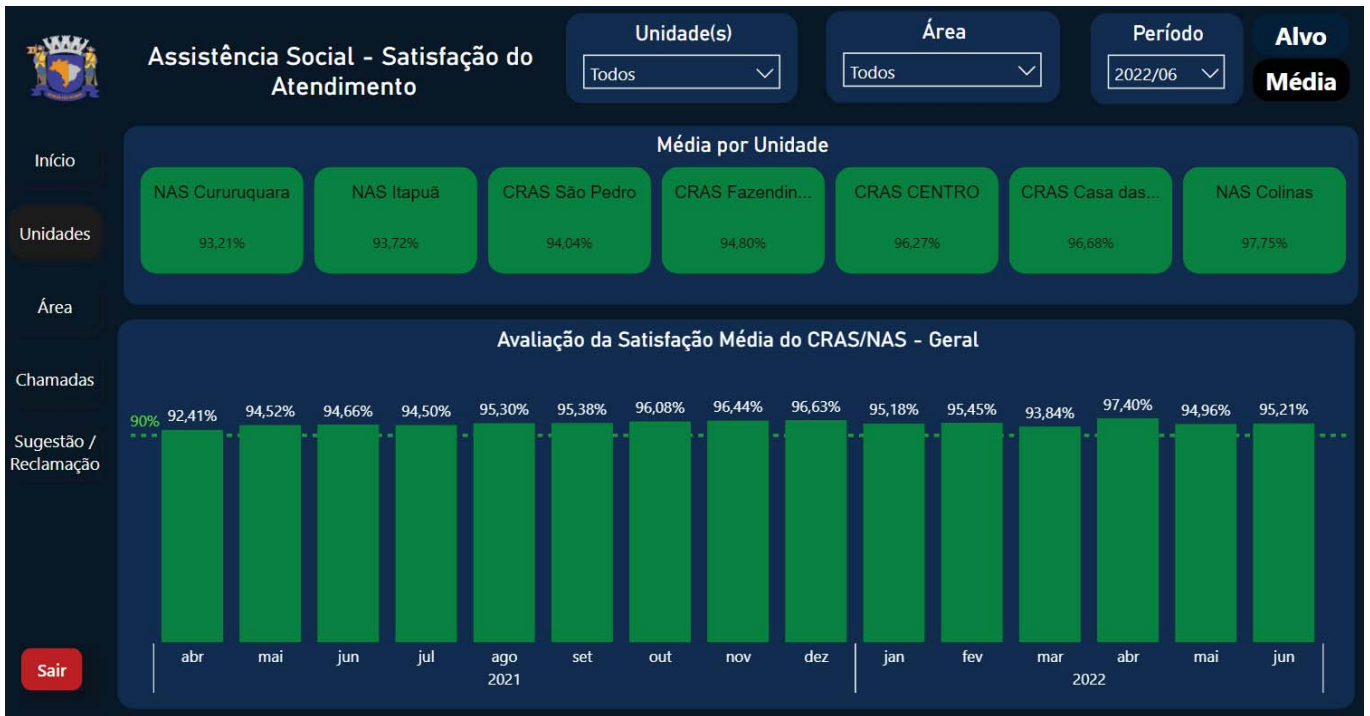 Assistência Social - Satisfação do
Atendimento
Unidade(s)
Todos
Área
Todos
Período
2022/06
Alvo
Média
Início
Unidades
Área
Chamadas
Sugestão /
Reclamação
Sair
Média por Unidade
NAS Cururuquara
93,21%
NAS Itapuã
93,72%
CRAS São Pedro
94,04%
CRAS Fazendin...
94,80%
CRAS CENTRO
96,27%
CRAS Casa das...
96,68%
NAS Colinas
97,75%
Avaliação da Satisfação Média do CRAS/NAS - Geral
90% 92,41% 94,52% 94,66% 94,50% 95,30% 95,38% 96,08% 96,44% 96,63% 95,18% 95,45% 93,84% 97,40% 94,96% 95,21%
abr mai jun jul ago set out nov dez jan fev mar abr mai jun
2021 2022